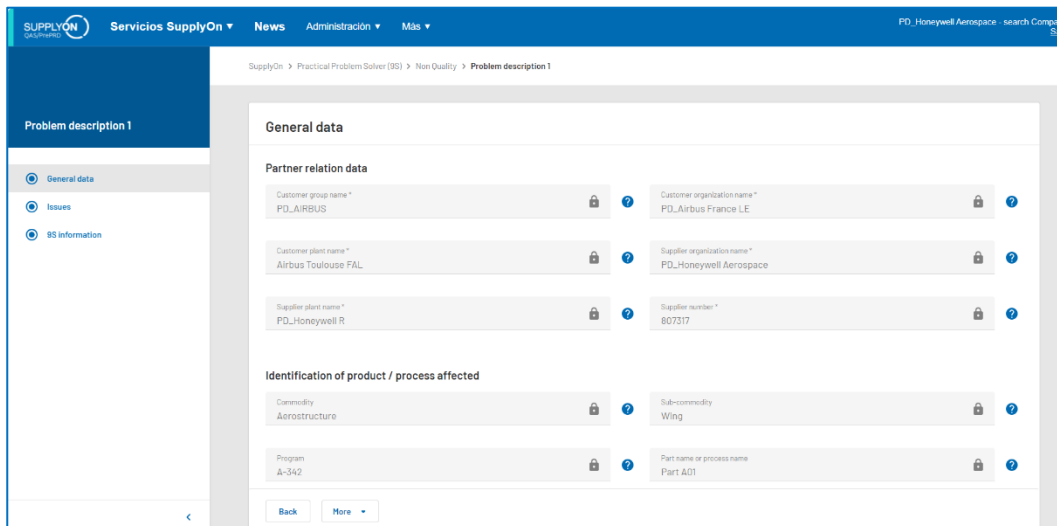 SUPPLYON
QAS/PrePRD
Servicios SupplyOn ▼ News Administración ▼ Más ▼
PD_Honeywell Aerospace - search Compa
SupplyOn > Practical Problem Solver (9S) > Non Quality > Problem description 1
Problem description 1
General data
Issues
9S information
General data
Partner relation data
Customer group name *
PD_AIRBUS
Customer organization name *
PD_Airbus France LE
Customer plant name *
Airbus Toulouse FAL
Supplier organization name *
PD_Honeywell Aerospace
Supplier plant name *
PD_Honeywell R
Supplier number *
807317
Identification of product / process affected
Commodity
Aerostructure
Sub-commodity
Wing
Program
A-342
Part name or process name
Part A01
Back More